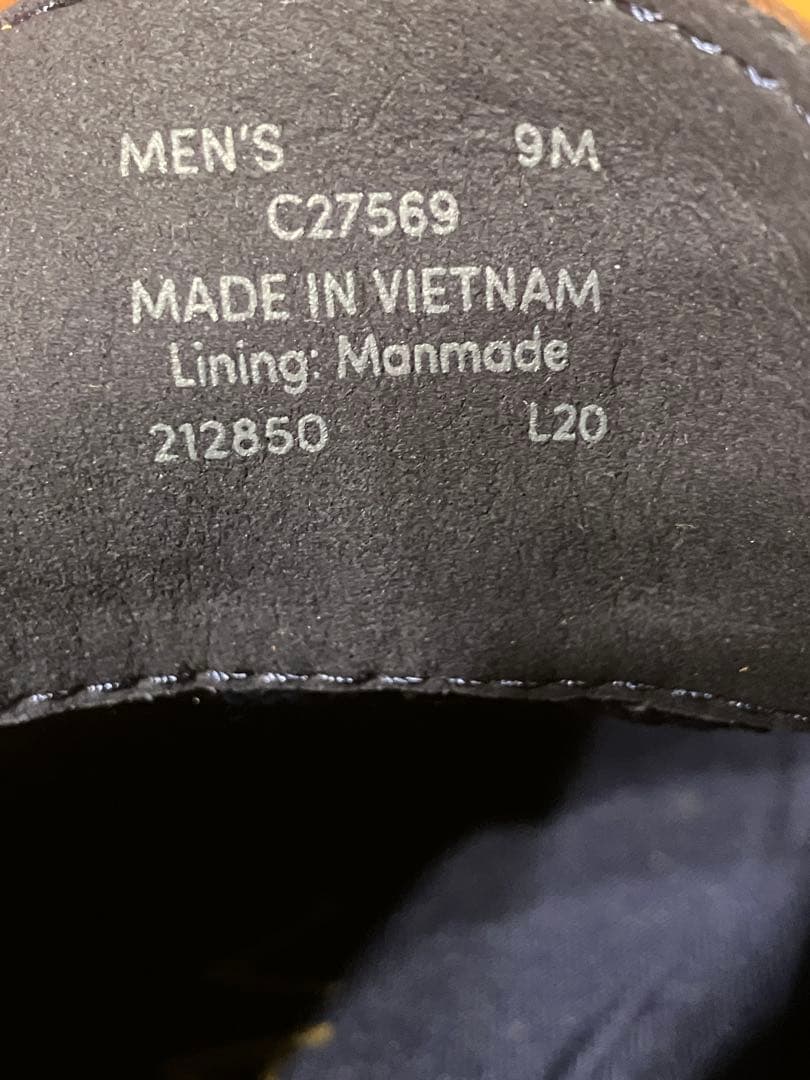 MEN'S 9M
C27569
MADE IN VIETNAM
Lining: Manmade
212850 L20